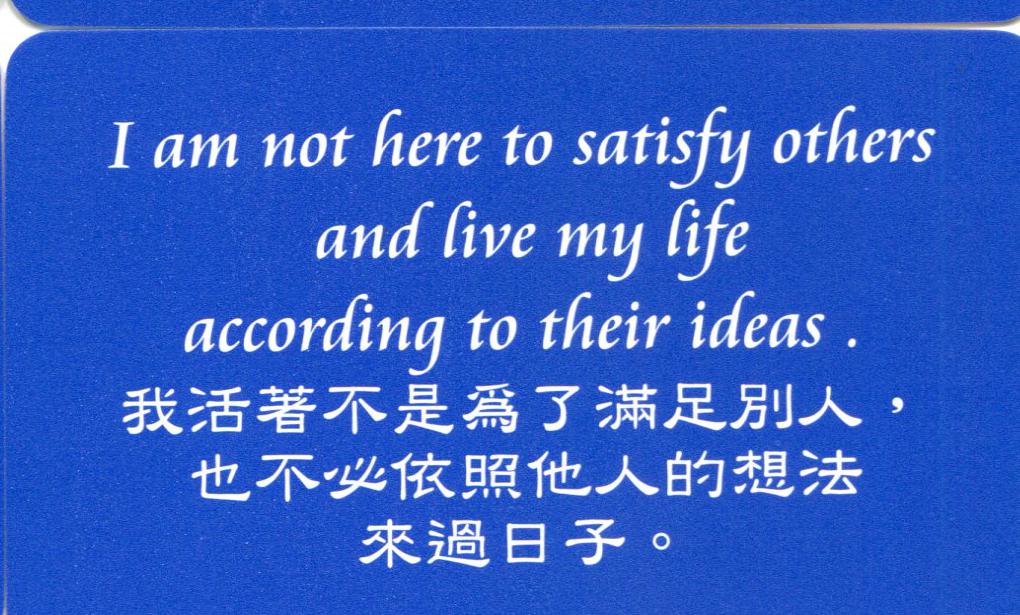 I am not here to satisfy others
and live my life
according to their ideas .
我活著不是為了滿足別人，
也不必依照他人的想法
來過日子。